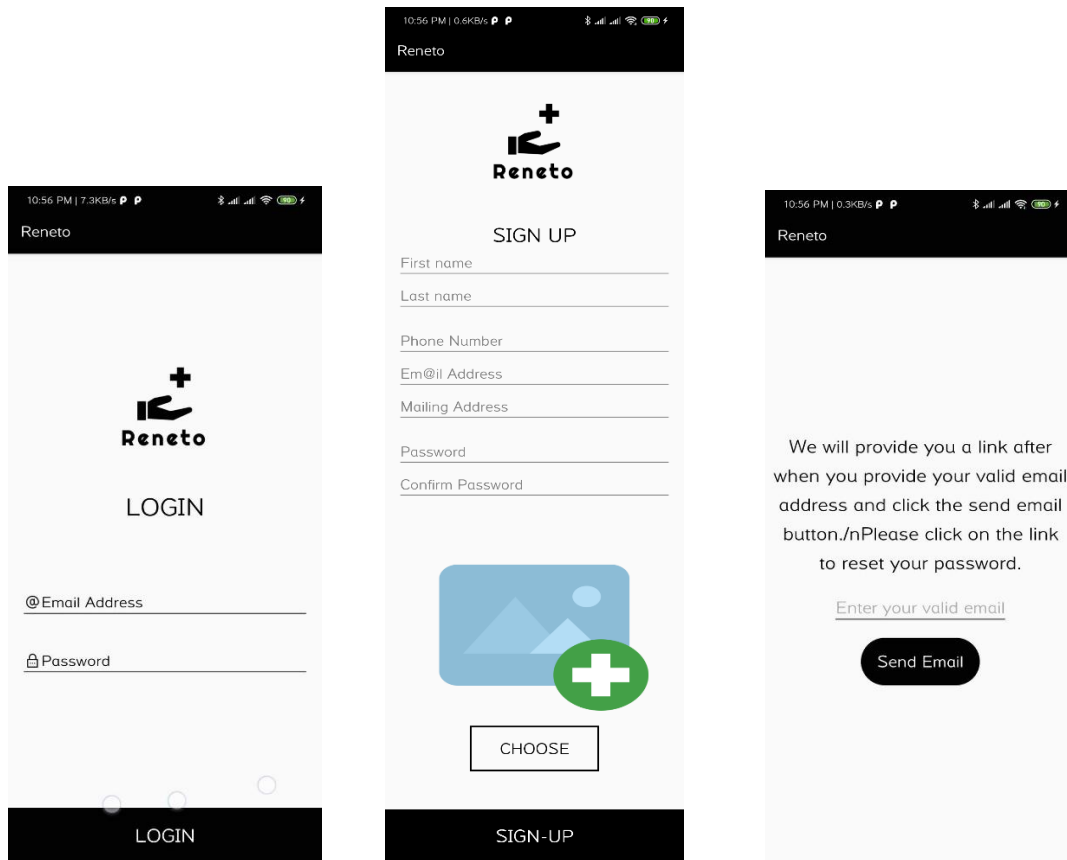 10:56 PM | 7.3KB/s
90
Reneto
Reneto
LOGIN
@Email Address
Password
LOGIN
10:56 PM | 0.6KB/s
90
Reneto
Reneto
SIGN UP
First name
Last name
Phone Number
Em@il Address
Mailing Address
Password
Confirm Password
CHOOSE
SIGN-UP
10:56 PM | 0.3KB/s
90
Reneto
We will provide you a link after
when you provide your valid email
address and click the send email
button./nPlease click on the link
to reset your password.
Enter your valid email
Send Email